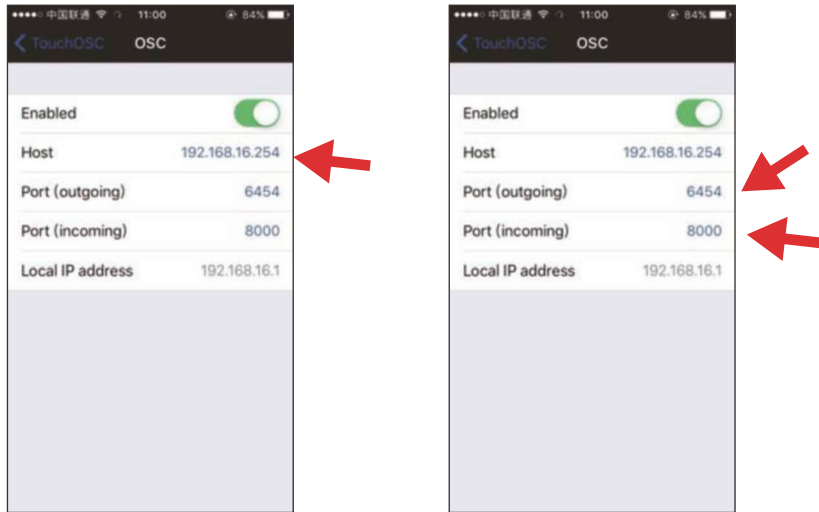 中国联通 11:00 84%
TouchOSC OSC
Enabled
Host 192.168.16.254
Port (outgoing) 6454
Port (incoming) 8000
Local IP address 192.168.16.1
中国联通 11:00 84%
TouchOSC OSC
Enabled
Host 192.168.16.254
Port (outgoing) 6454
Port (incoming) 8000
Local IP address 192.168.16.1